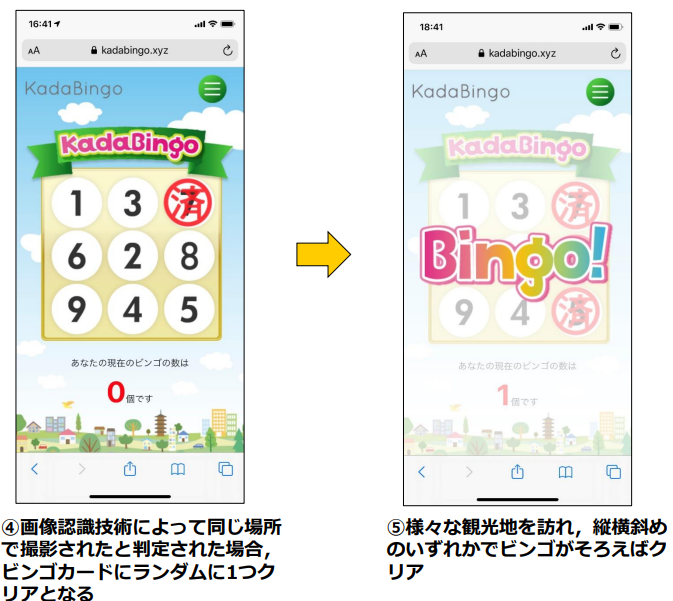 16:41
AA kadabingo.xyz
KadaBingo
KadaBingo
1 3 済
6 2 8
9 4 5
あなたの現在のビンゴの数は
0個です
④画像認識技術によって同じ場所
で撮影されたと判定された場合，
ビンゴカードにランダムに1つク
リアとなる
18:41
AA kadabingo.xyz
KadaBingo
KadaBingo
1 3 済
Bingo!
9 4 済
あなたの現在のビンゴの数は
1個です
⑤様々な観光地を訪れ，縦横斜め
のいずれかでビンゴがそろえばク
リア